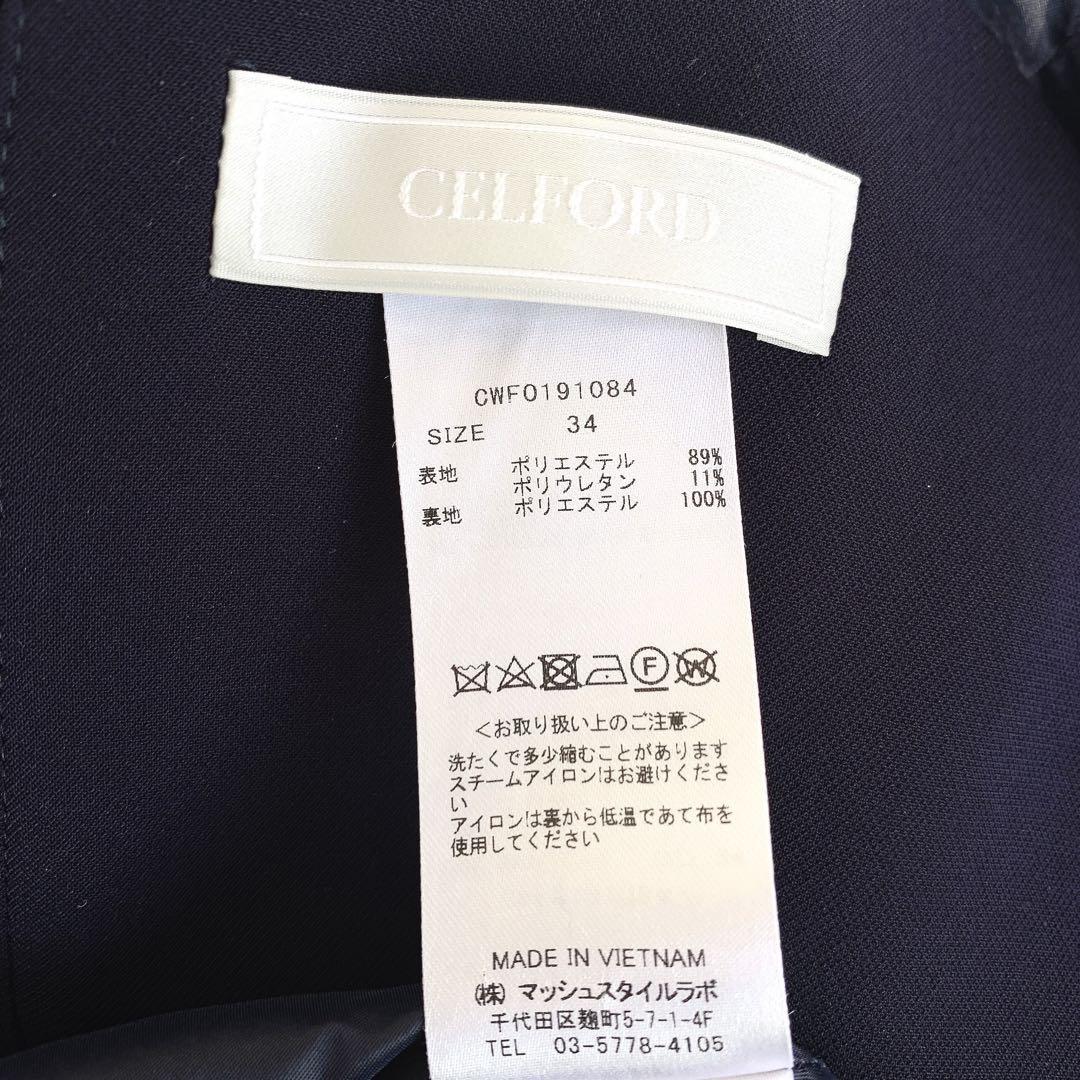 CELFORD
CWF0191084
SIZE 34
表地 ポリエステル 89%
ポリウレタン 11%
裏地 ポリエステル 100%
F W
<お取り扱い上のご注意>
洗たくで多少縮むことがあります
スチームアイロンはお避けくださ
い
アイロンは裏から低温であて布を
使用してください
MADE IN VIETNAM
(株) マッシュスタイルラボ
千代田区麹町5-7-1-4F
TEL 03-5778-4105